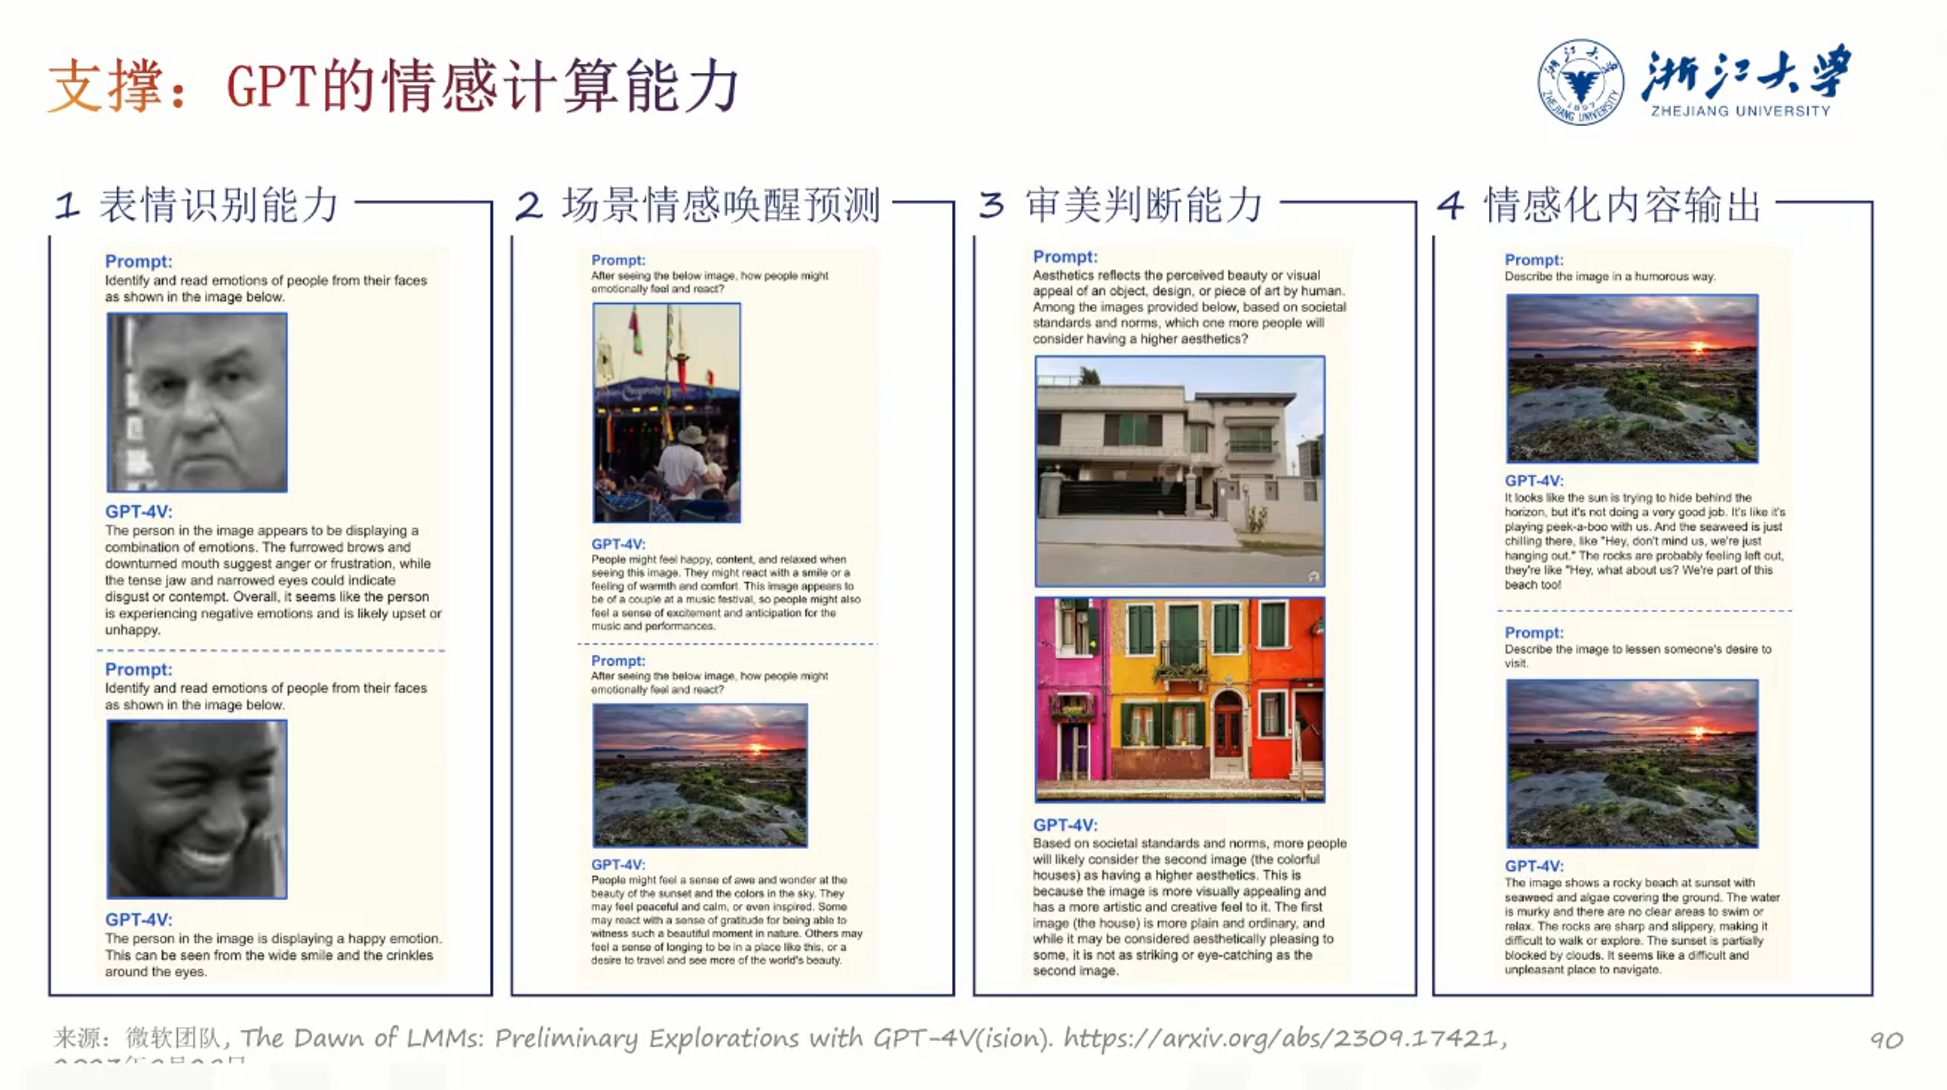 支撑：GPT的情感计算能力
浙江大学
ZHEJIANG UNIVERSITY
1 表情识别能力
Prompt:
Identify and read emotions of people from their faces
as shown in the image below.
GPT-4V:
The person in the image appears to be displaying a
combination of emotions. The furrowed brows and
downturned mouth suggest anger or frustration, while
the tense jaw and narrowed eyes could indicate
disgust or contempt. Overall, it seems like the person
is experiencing negative emotions and is likely upset or
unhappy.
Prompt:
Identify and read emotions of people from their faces
as shown in the image below.
GPT-4V:
The person in the image is displaying a happy emotion.
This can be seen from the wide smile and the crinkles
around the eyes.
2 场景情感唤醒预测
Prompt:
After seeing the below image, how people might
emotionally feel and react?
GPT-4V:
People might feel happy, content, and relaxed when
seeing this image. They might react with a smile or a
feeling of warmth and comfort. This image appears to
be of a couple at a music festival, so people might also
feel a sense of excitement and anticipation for the
music and performances.
Prompt:
After seeing the below image, how people might
emotionally feel and react?
GPT-4V:
People might feel a sense of awe and wonder at the
beauty of the sunset and the colors in the sky. They
may feel peaceful and calm, or even inspired. Some
may react with a sense of gratitude for being able to
witness such a beautiful moment in nature. Others may
feel a sense of longing to be in a place like this, or a
desire to travel and see more of the world's beauty.
3 审美判断能力
Prompt:
Aesthetics reflects the perceived beauty or visual
appeal of an object, design, or piece of art by human.
Among the images provided below, based on societal
standards and norms, which one more people will
consider having a higher aesthetics?
GPT-4V:
Based on societal standards and norms, more people
will likely consider the second image (the colorful
houses) as having a higher aesthetics. This is
because the image is more visually appealing and
has a more artistic and creative feel to it. The first
image (the house) is more plain and ordinary, and
while it may be considered aesthetically pleasing to
some, it is not as striking or eye-catching as the
second image.
4 情感化内容输出
Prompt:
Describe the image in a humorous way.
GPT-4V:
It looks like the sun is trying to hide behind the
horizon, but it's not doing a very good job. It's like it's
playing peek-a-boo with us. And the seaweed is just
chilling there, like "Hey, don't mind us, we're just
hanging out." The rocks are probably feeling left out,
they're like "Hey, what about us? We're part of this
beach too!
Prompt:
Describe the image to lessen someone's desire to
visit.
GPT-4V:
The image shows a rocky beach at sunset with
seaweed and algae covering the ground. The water
is murky and there are no clear areas to swim or
relax. The rocks are sharp and slippery, making it
difficult to walk or explore. The sunset is partially
blocked by clouds. It seems like a difficult and
unpleasant place to navigate.
来源：微软团队, The Dawn of LMMs: Preliminary Explorations with GPT-4V(ision). https://arxiv.org/abs/2309.17421,
90